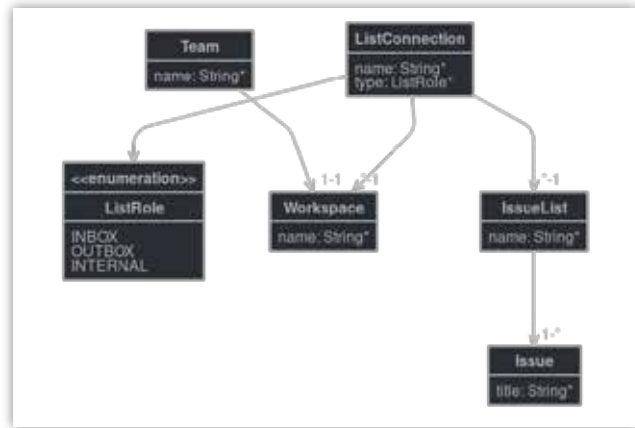 Team
name: String*
ListConnection
name: String*
type: ListRole*
<<enumeration>>
ListRole
INBOX
OUTBOX
INTERNAL
1-1
*-1
Workspace
name: String*
*-1
IssueList
name: String*
1-*
Issue
title: String*